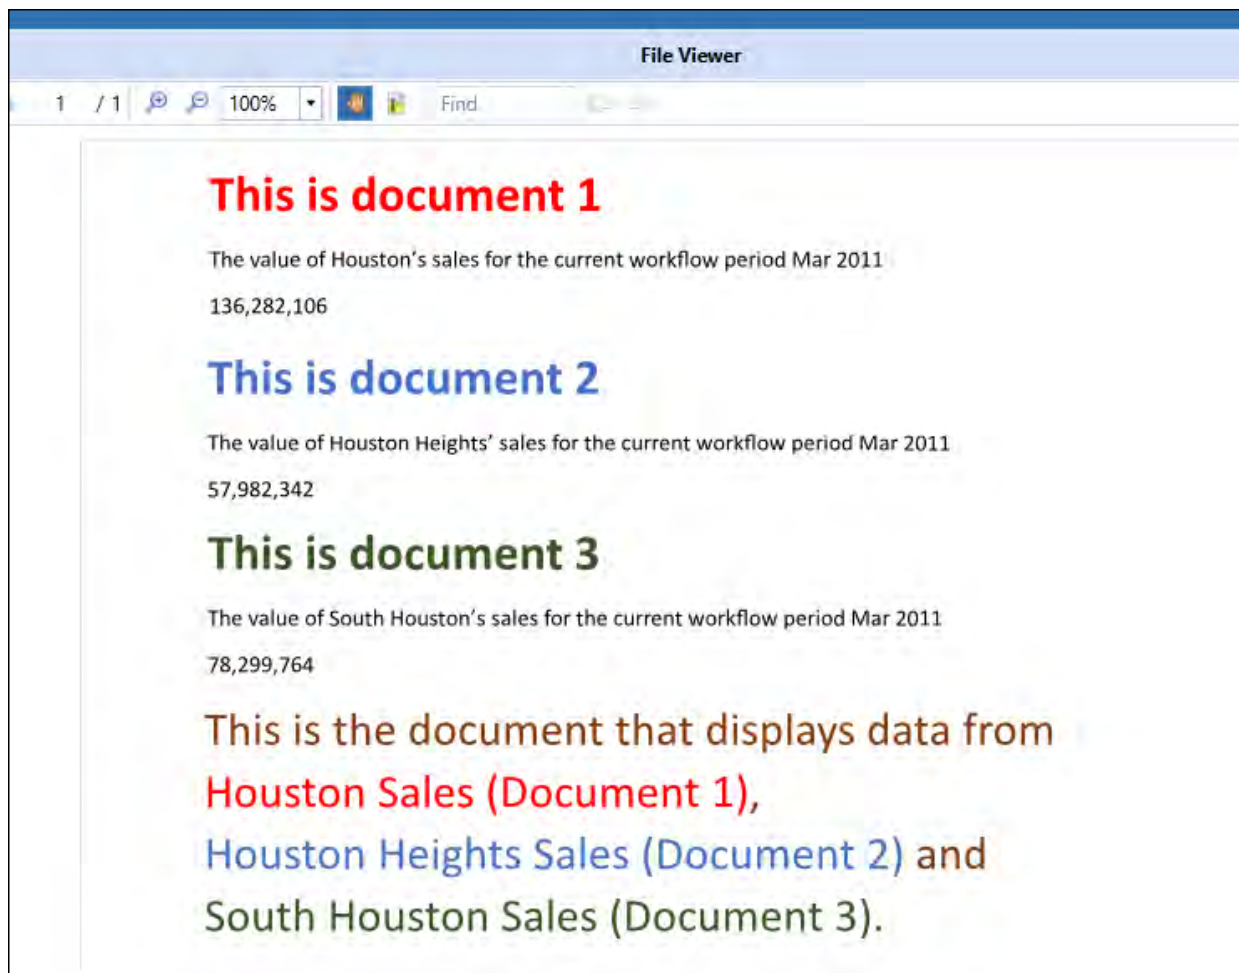 File Viewer
1 / 1 100% Find
This is document 1
The value of Houston’s sales for the current workflow period Mar 2011
136,282,106
This is document 2
The value of Houston Heights’ sales for the current workflow period Mar 2011
57,982,342
This is document 3
The value of South Houston’s sales for the current workflow period Mar 2011
78,299,764
This is the document that displays data from
Houston Sales (Document 1),
Houston Heights Sales (Document 2) and
South Houston Sales (Document 3).